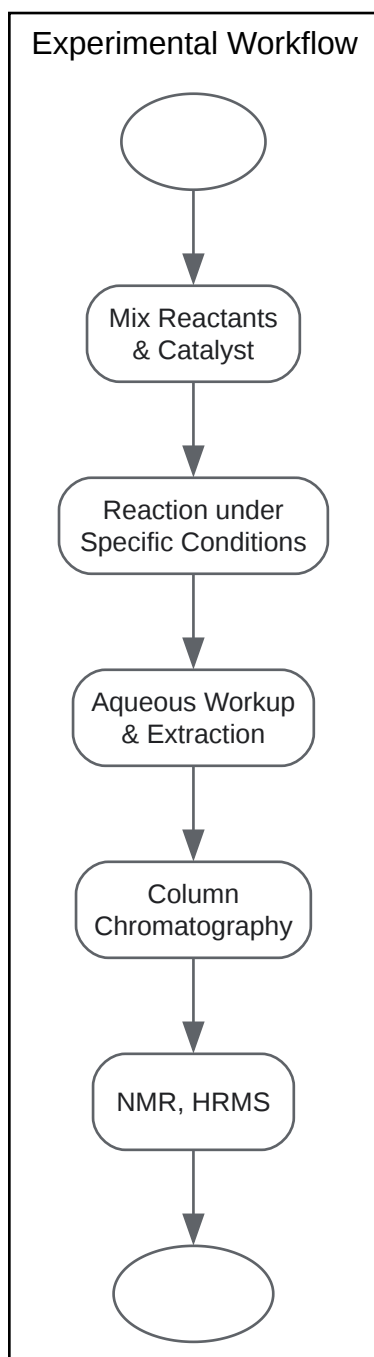 Experimental Workflow
Mix Reactants
& Catalyst
Reaction under
Specific Conditions
Aqueous Workup
& Extraction
Column
Chromatography
NMR, HRMS